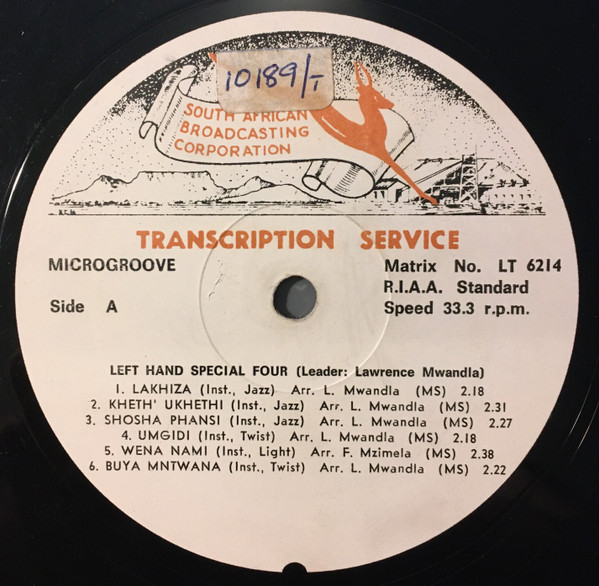 10189/T
SOUTH AFRICAN
BROADCASTING
CORPORATION
TRANSCRIPTION SERVICE
MICROGROOVE
Matrix No. LT 6214
R.I.A.A. Standard
Side A
Speed 33.3 r.p.m.
LEFT HAND SPECIAL FOUR (Leader: Lawrence Mwandla)
1. LAKHIZA (Inst., Jazz) Arr. L. Mwandla (MS) 2.18
2. KHETH' UKHETHI (Inst., Jazz) Arr. L. Mwandla (MS) 2.31
3. SHOSHA PHANSI (Inst., Jazz) Arr. L. Mwandla (MS) 2.27
4. UMGIDI (Inst., Twist) Arr. L. Mwandla (MS) 2.18
5. WENA NAMI (Inst., Light) Arr. F. Mzimela (MS) 2.38
6. BUYA MNTWANA (Inst., Twist) Arr. L. Mwandla (MS) 2.22